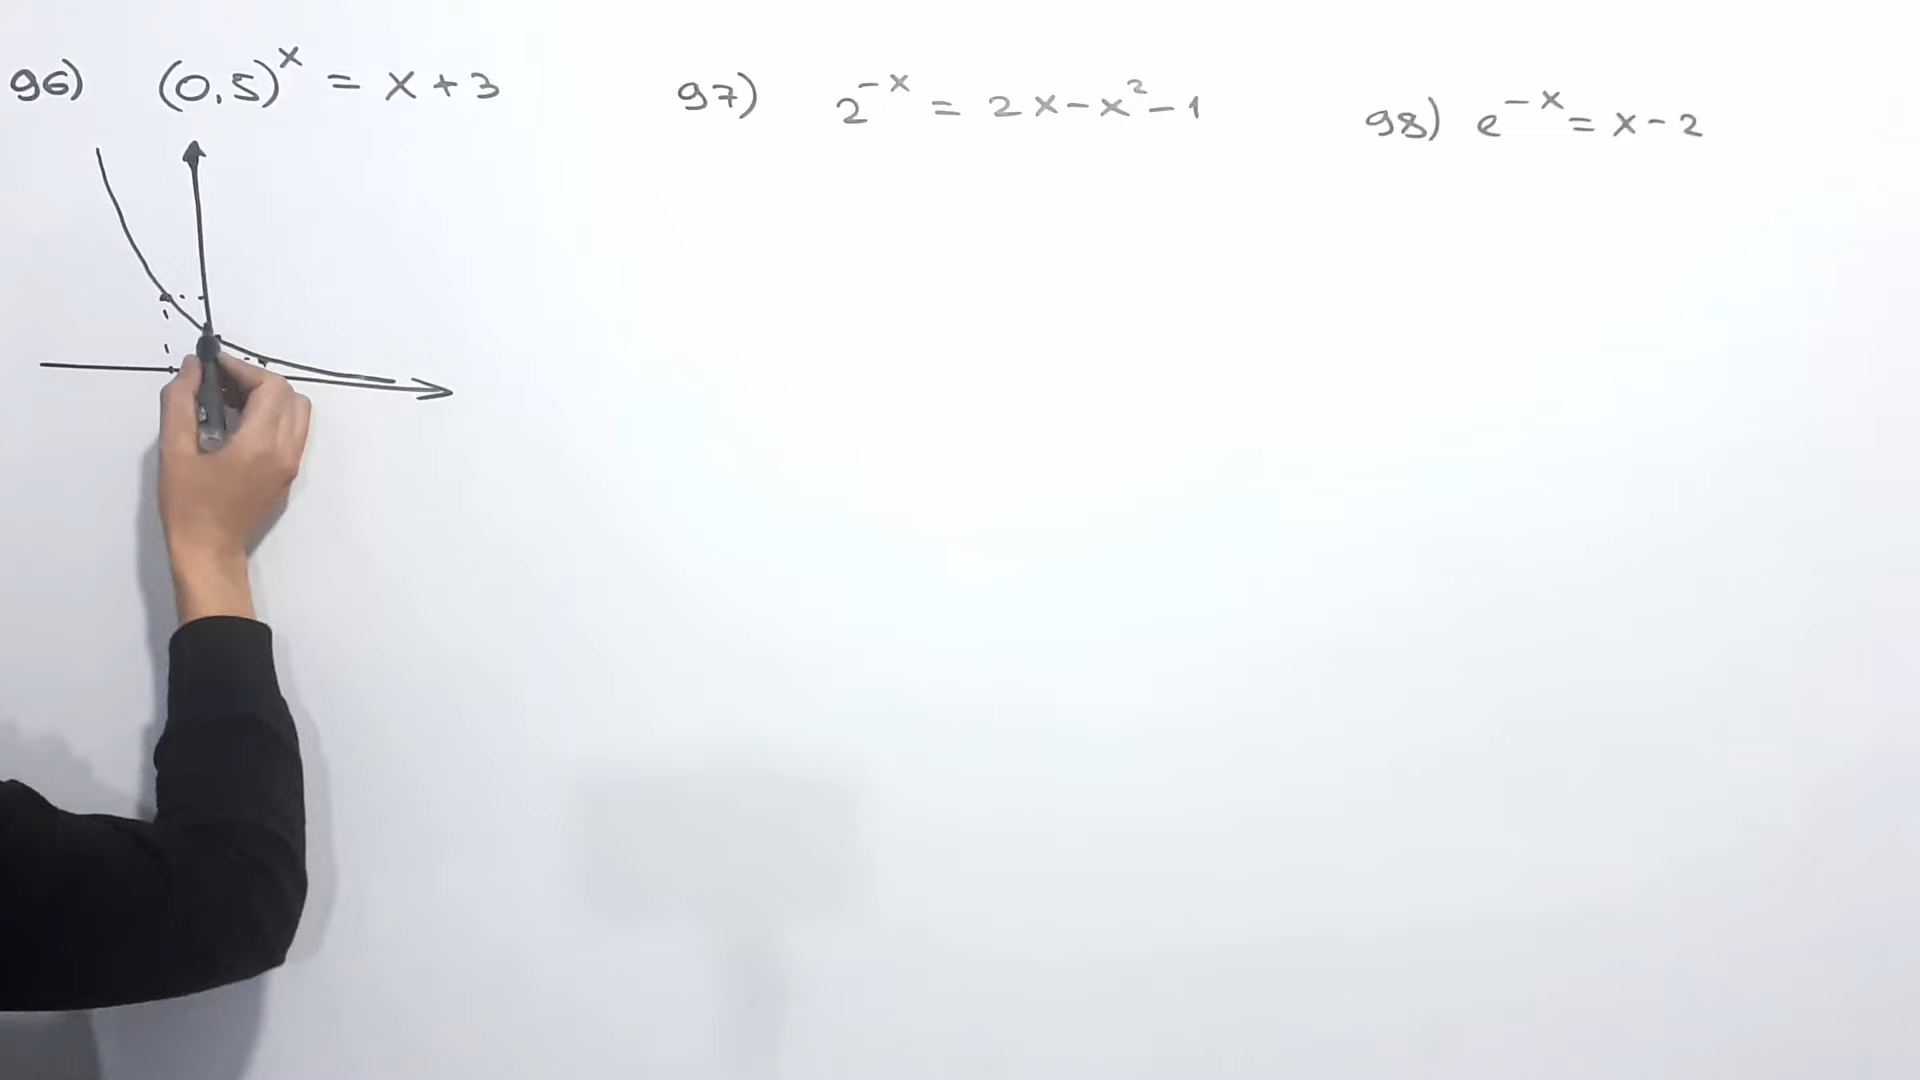 96) (0,5)^x = x + 3
97) 2^-x = 2x - x^2 - 1
98) e^-x = x - 2